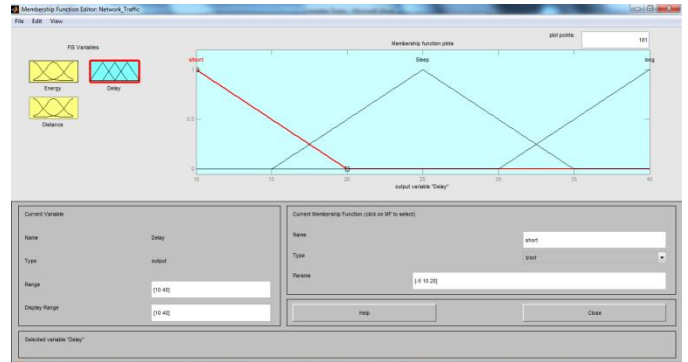 Membership Function Editor: Network_Traffic
File Edit View
FIS Variables
Energy
Delay
Distance
Membership function plots
plot points:
181
short
Sleep
long
1
0.5
0
10 15 20 25 30 35 40
output variable "Delay"
Current Variable
Name
Delay
Type
output
Range
[10 40]
Display Range
[10 40]
Current Membership Function (click on MF to select)
Name
short
Type
trimf
Params
[-5 10 20]
Help
Close
Selected variable "Delay"